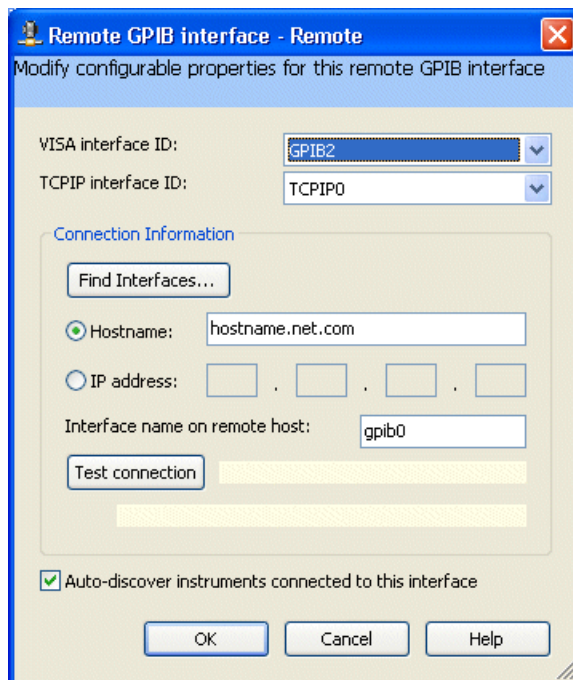 Remote GPIB interface - Remote
Modify configurable properties for this remote GPIB interface
VISA interface ID: GPIB2
TCPIP interface ID: TCPIP0
Connection Information
Find Interfaces...
Hostname: hostname.net.com
IP address: . . .
Interface name on remote host: gpib0
Test connection
Auto-discover instruments connected to this interface
OK Cancel Help